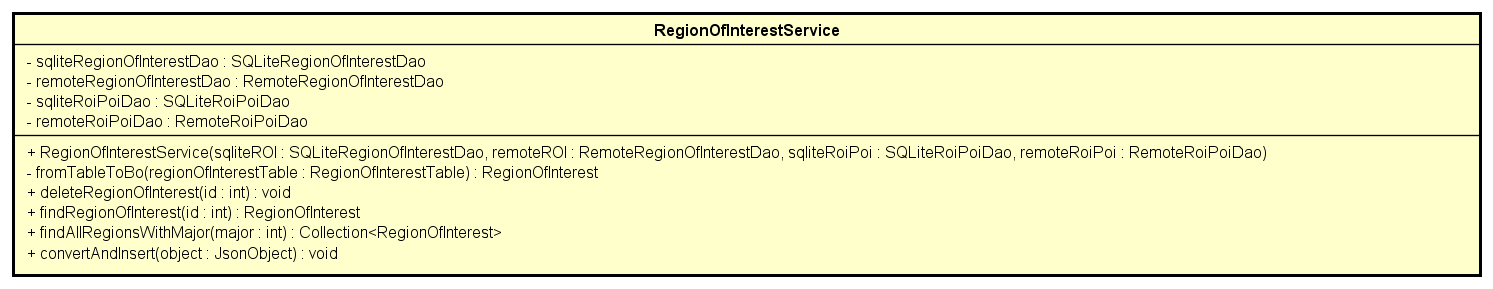 RegionOfInterestService
- sqliteRegionOfInterestDao : SQLiteRegionOfInterestDao
- remoteRegionOfInterestDao : RemoteRegionOfInterestDao
- sqliteRoiPoiDao : SQLiteRoiPoiDao
- remoteRoiPoiDao : RemoteRoiPoiDao
+ RegionOfInterestService(sqliteROI : SQLiteRegionOfInterestDao, remoteROI : RemoteRegionOfInterestDao, sqliteRoiPoi : SQLiteRoiPoiDao, remoteRoiPoi : RemoteRoiPoiDao)
- fromTableToBo(regionOfInterestTable : RegionOfInterestTable) : RegionOfInterest
+ deleteRegionOfInterest(id : int) : void
+ findRegionOfInterest(id : int) : RegionOfInterest
+ findAllRegionsWithMajor(major : int) : Collection<RegionOfInterest>
+ convertAndInsert(object : JsonObject) : void